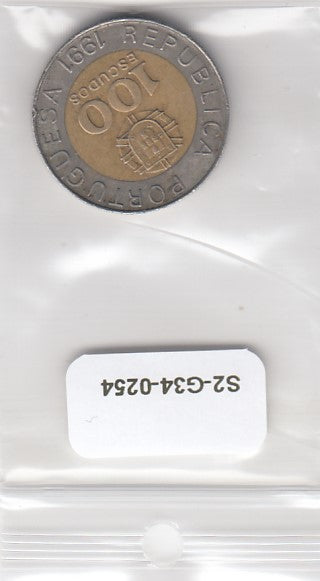 REPUBLICA PORTUGUESA 1991
100
ESCUDOS
S2-G34-0254